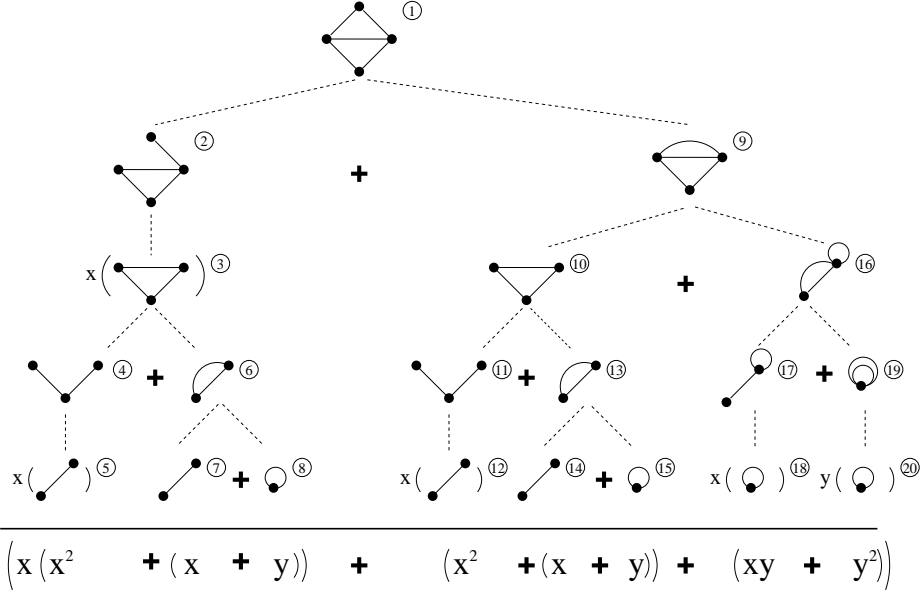 ①
② + ⑨
x ( ) ③ ⑩ + ⑯
④ + ⑥ ⑪ + ⑬ ⑰ + ⑲
x ( ) ⑤ ⑦ + ⑧ x ( ) ⑫ ⑭ + ⑮ x ( ) ⑱ y ( ) ⑳
(x (x² + ( x + y)) + (x² + (x + y)) + (xy + y²))